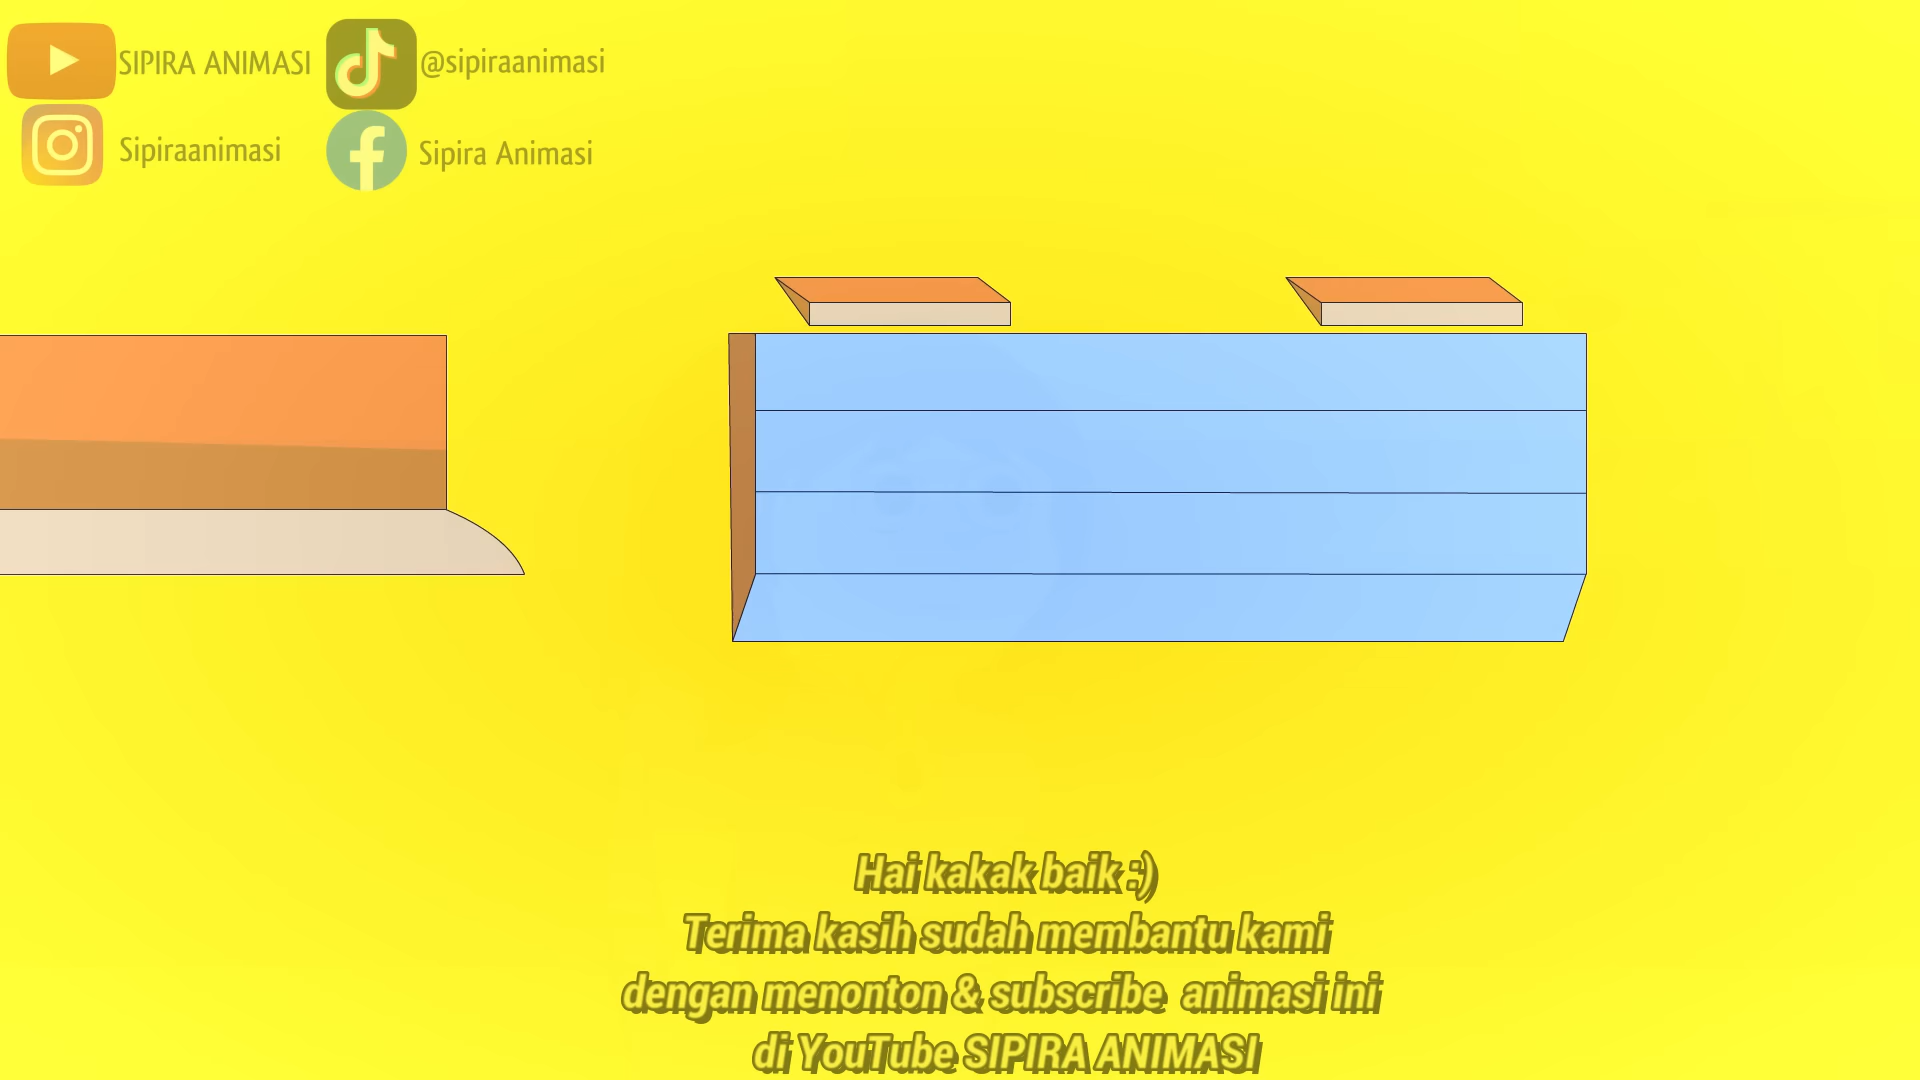 SIPIRA ANIMASI @sipiraanimasi
Sipiraanimasi Sipira Animasi
Hai kakak baik :)
Terima kasih sudah membantu kami
dengan menonton & subscribe animasi ini
di YouTube SIPIRA ANIMASI